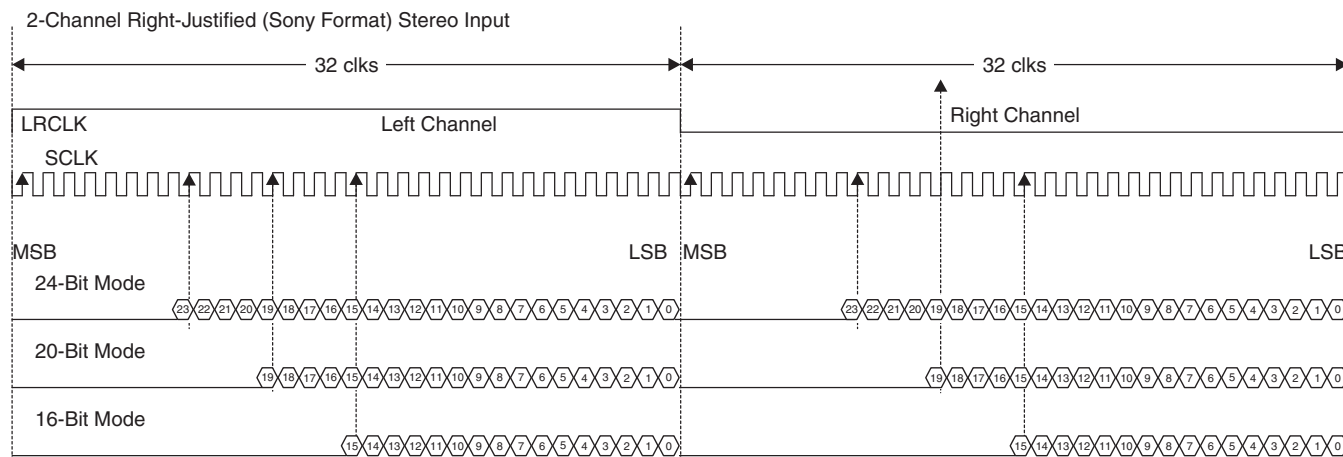 2-Channel Right-Justified (Sony Format) Stereo Input
32 clks 32 clks
LRCLK Left Channel Right Channel
SCLK
MSB LSB MSB LSB
24-Bit Mode
23 22 21 20 19 18 17 16 15 14 13 12 11 10 9 8 7 6 5 4 3 2 1 0 23 22 21 20 19 18 17 16 15 14 13 12 11 10 9 8 7 6 5 4 3 2 1 0
20-Bit Mode
19 18 17 16 15 14 13 12 11 10 9 8 7 6 5 4 3 2 1 0 19 18 17 16 15 14 13 12 11 10 9 8 7 6 5 4 3 2 1 0
16-Bit Mode
15 14 13 12 11 10 9 8 7 6 5 4 3 2 1 0 15 14 13 12 11 10 9 8 7 6 5 4 3 2 1 0